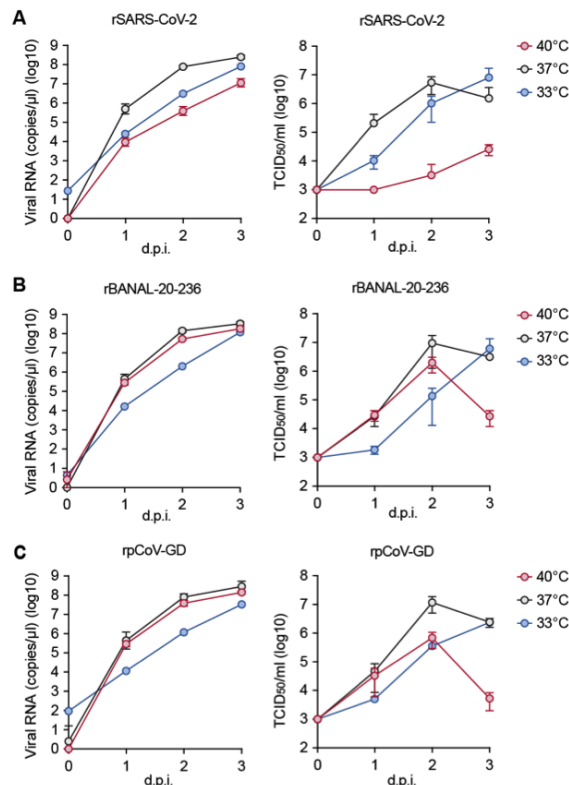 A
rSARS-CoV-2
Viral RNA (copies/µl) (log10)
9
8
7
6
5
4
3
2
1
0
0 1 2 3
d.p.i.
rSARS-CoV-2
TCID50/ml (log10)
8
7
6
5
4
3
2
0 1 2 3
d.p.i.
40°C
37°C
33°C
B
rBANAL-20-236
Viral RNA (copies/µl) (log10)
9
8
7
6
5
4
3
2
1
0
0 1 2 3
d.p.i.
rBANAL-20-236
TCID50/ml (log10)
8
7
6
5
4
3
2
0 1 2 3
d.p.i.
40°C
37°C
33°C
C
rpCoV-GD
Viral RNA (copies/µl) (log10)
9
8
7
6
5
4
3
2
1
0
0 1 2 3
d.p.i.
rpCoV-GD
TCID50/ml (log10)
8
7
6
5
4
3
2
0 1 2 3
d.p.i.
40°C
37°C
33°C